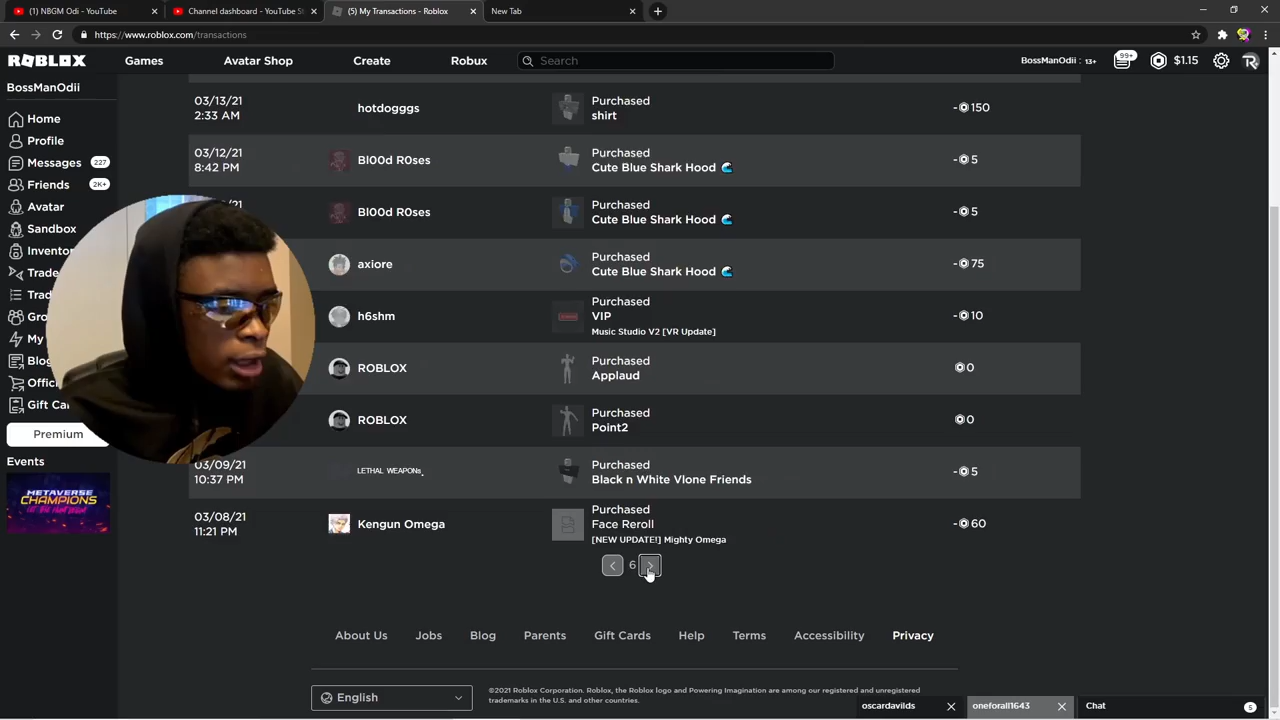 (1) NBGM Odi - YouTube
Channel dashboard - YouTube St
(5) My Transactions - Roblox
New Tab
https://www.roblox.com/transactions
ROBLOX
Games
Avatar Shop
Create
Robux
Search
BossManOdii: 13+
99+
$1.15
BossManOdii
Home
Profile
Messages 227
Friends 2K+
Avatar
Sandbox
Inventor
Trade
Trad
Gro
My
Blog
Offici
Gift Car
Premium
Events
METAVERSE
CHAMPIONS
03/13/21
2:33 AM
hotdogggs
Purchased
shirt
-150
03/12/21
8:42 PM
Bl00d R0ses
Purchased
Cute Blue Shark Hood 🌊
-5
Bl00d R0ses
Purchased
Cute Blue Shark Hood 🌊
-5
axiore
Purchased
Cute Blue Shark Hood 🌊
-75
h6shm
Purchased
VIP
Music Studio V2 [VR Update]
-10
ROBLOX
Purchased
Applaud
0
ROBLOX
Purchased
Point2
0
03/09/21
10:37 PM
LETHAL WEAPONs.
Purchased
Black n White Vlone Friends
-5
03/08/21
11:21 PM
Kengun Omega
Purchased
Face Reroll
[NEW UPDATE!] Mighty Omega
-60
6
About Us
Jobs
Blog
Parents
Gift Cards
Help
Terms
Accessibility
Privacy
English
©2021 Roblox Corporation. Roblox, the Roblox logo and Powering Imagination are among our registered and unregistered
trademarks in the U.S. and other countries.
oscardavilds
oneforall1643
Chat
5